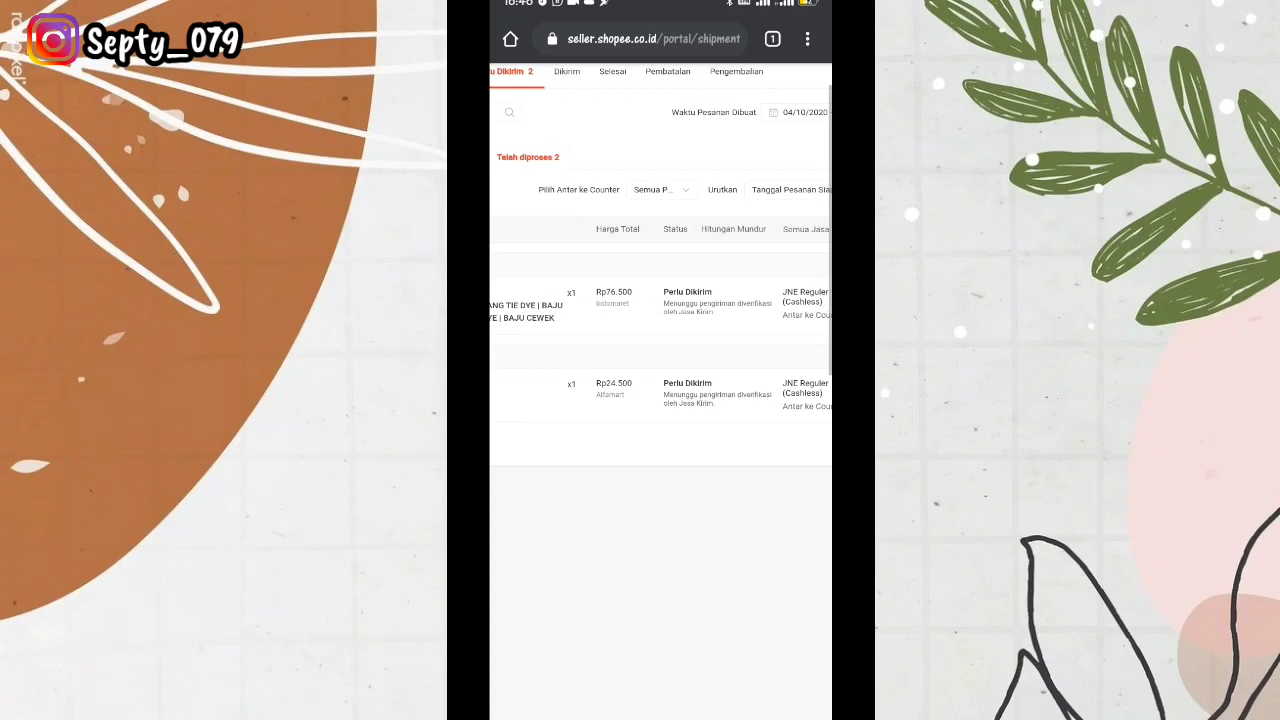 Septy_079
seller.shopee.co.id/portal/shipment
1
u Dikirim 2
Dikirim
Selesai
Pembatalan
Pengembalian
Waktu Pesanan Dibuat
04/10/2020
Telah diproses 2
Pilih Antar ke Counter
Semua P...
Urutkan
Tanggal Pesanan Siap
Harga Total
Status
Hitungan Mundur
Semua Jasa
ANG TIE DYE | BAJU
YE | BAJU CEWEK
x1
Rp76.500
Indomaret
Perlu Dikirim
Menunggu pengiriman diverifikasi
oleh Jasa Kirim.
JNE Reguler
(Cashless)
Antar ke Cou
x1
Rp24.500
Alfamart
Perlu Dikirim
Menunggu pengiriman diverifikasi
oleh Jasa Kirim.
JNE Reguler
(Cashless)
Antar ke Cou